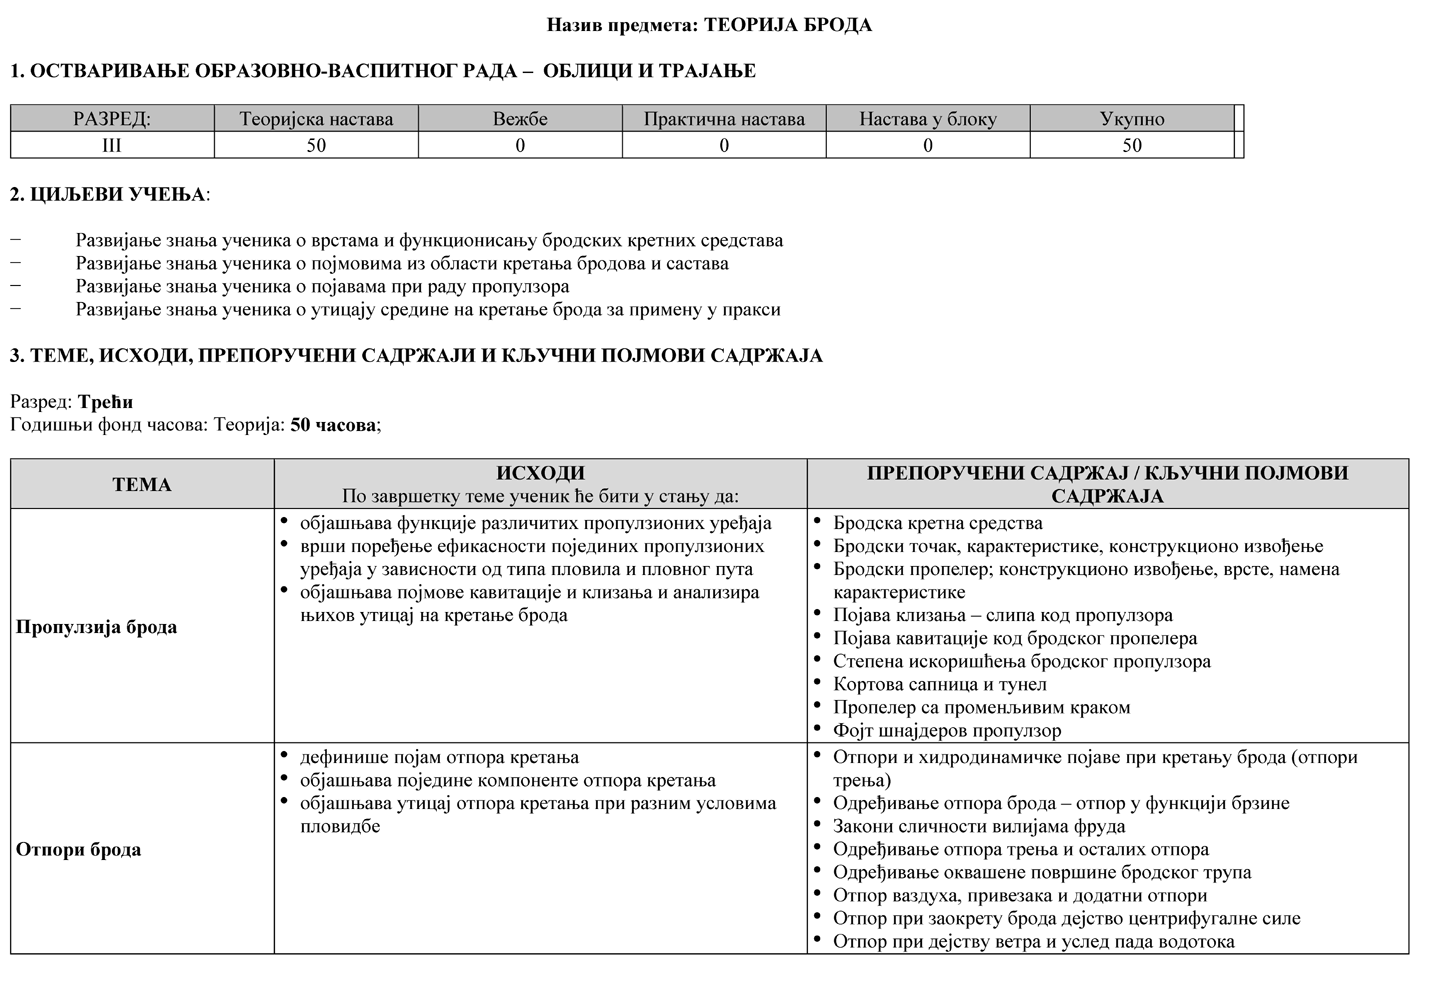 Назив предмета: ТЕОРИЈА БРОДА
1. ОСТВАРИВАЊЕ ОБРАЗОВНО-ВАСПИТНОГ РАДА – ОБЛИЦИ И ТРАЈАЊЕ
РАЗРЕД: Теоријска настава Вежбе Практична настава Настава у блоку Укупно
III 50 0 0 0 50
2. ЦИЉЕВИ УЧЕЊА:
– Развијање знања ученика о врстама и функционисању бродских кретних средстава
– Развијање знања ученика о појмовима из области кретања бродова и састава
– Развијање знања ученика о појавама при раду пропулзора
– Развијање знања ученика о утицају средине на кретање брода за примену у пракси
3. ТЕМЕ, ИСХОДИ, ПРЕПОРУЧЕНИ САДРЖАЈИ И КЉУЧНИ ПОЈМОВИ САДРЖАЈА
Разред: Трећи
Годишњи фонд часова: Теорија: 50 часова;
ТЕМА
ИСХОДИ
По завршетку теме ученик ће бити у стању да:
ПРЕПОРУЧЕНИ САДРЖАЈ / КЉУЧНИ ПОЈМОВИ
САДРЖАЈА
Пропулзија брода
• објашњава функције различитих пропулзионих уређаја
• врши поређење ефикасности појединих пропулзионих
уређаја у зависности од типа пловила и пловног пута
• објашњава појмове кавитације и клизања и анализира
њихов утицај на кретање брода
• Бродска кретна средства
• Бродски точак, карактеристике, конструкционо извођење
• Бродски пропелер; конструкционо извођење, врсте, намена
карактеристике
• Појава клизања – слипа код пропулзора
• Појава кавитације код бродског пропелера
• Степена искоришћења бродског пропулзора
• Кортова сапница и тунел
• Пропелер са променљивим краком
• Фојт шнајдеров пропулзор
Отпори брода
• дефинише појам отпора кретања
• објашњава поједине компоненте отпора кретања
• објашњава утицај отпора кретања при разним условима
пловидбе
• Отпори и хидродинамичке појаве при кретању брода (отпори
трења)
• Одређивање отпора брода – отпор у функцији брзине
• Закони сличности вилијама фруда
• Одређивање отпора трења и осталих отпора
• Одређивање оквашене површине бродског трупа
• Отпор ваздуха, привезака и додатни отпори
• Отпор при заокрету брода дејство центрифугалне силе
• Отпор при дејству ветра и услед пада водотока